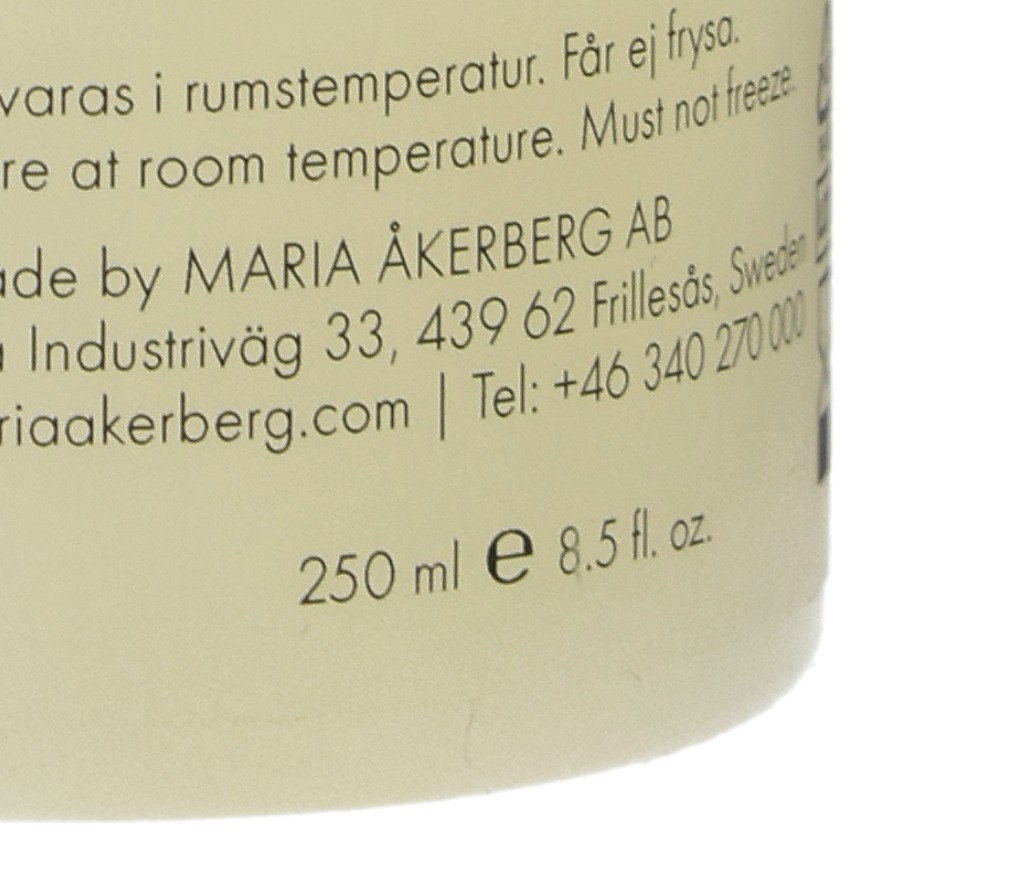 varas i rumstemperatur. Får ej frysa.
re at room temperature. Must not freeze.
ade by MARIA ÅKERBERG AB
Industriväg 33, 439 62 Frillesås, Sweden
riaakerberg.com | Tel: +46 340 270 000
250 ml e 8.5 fl. oz.